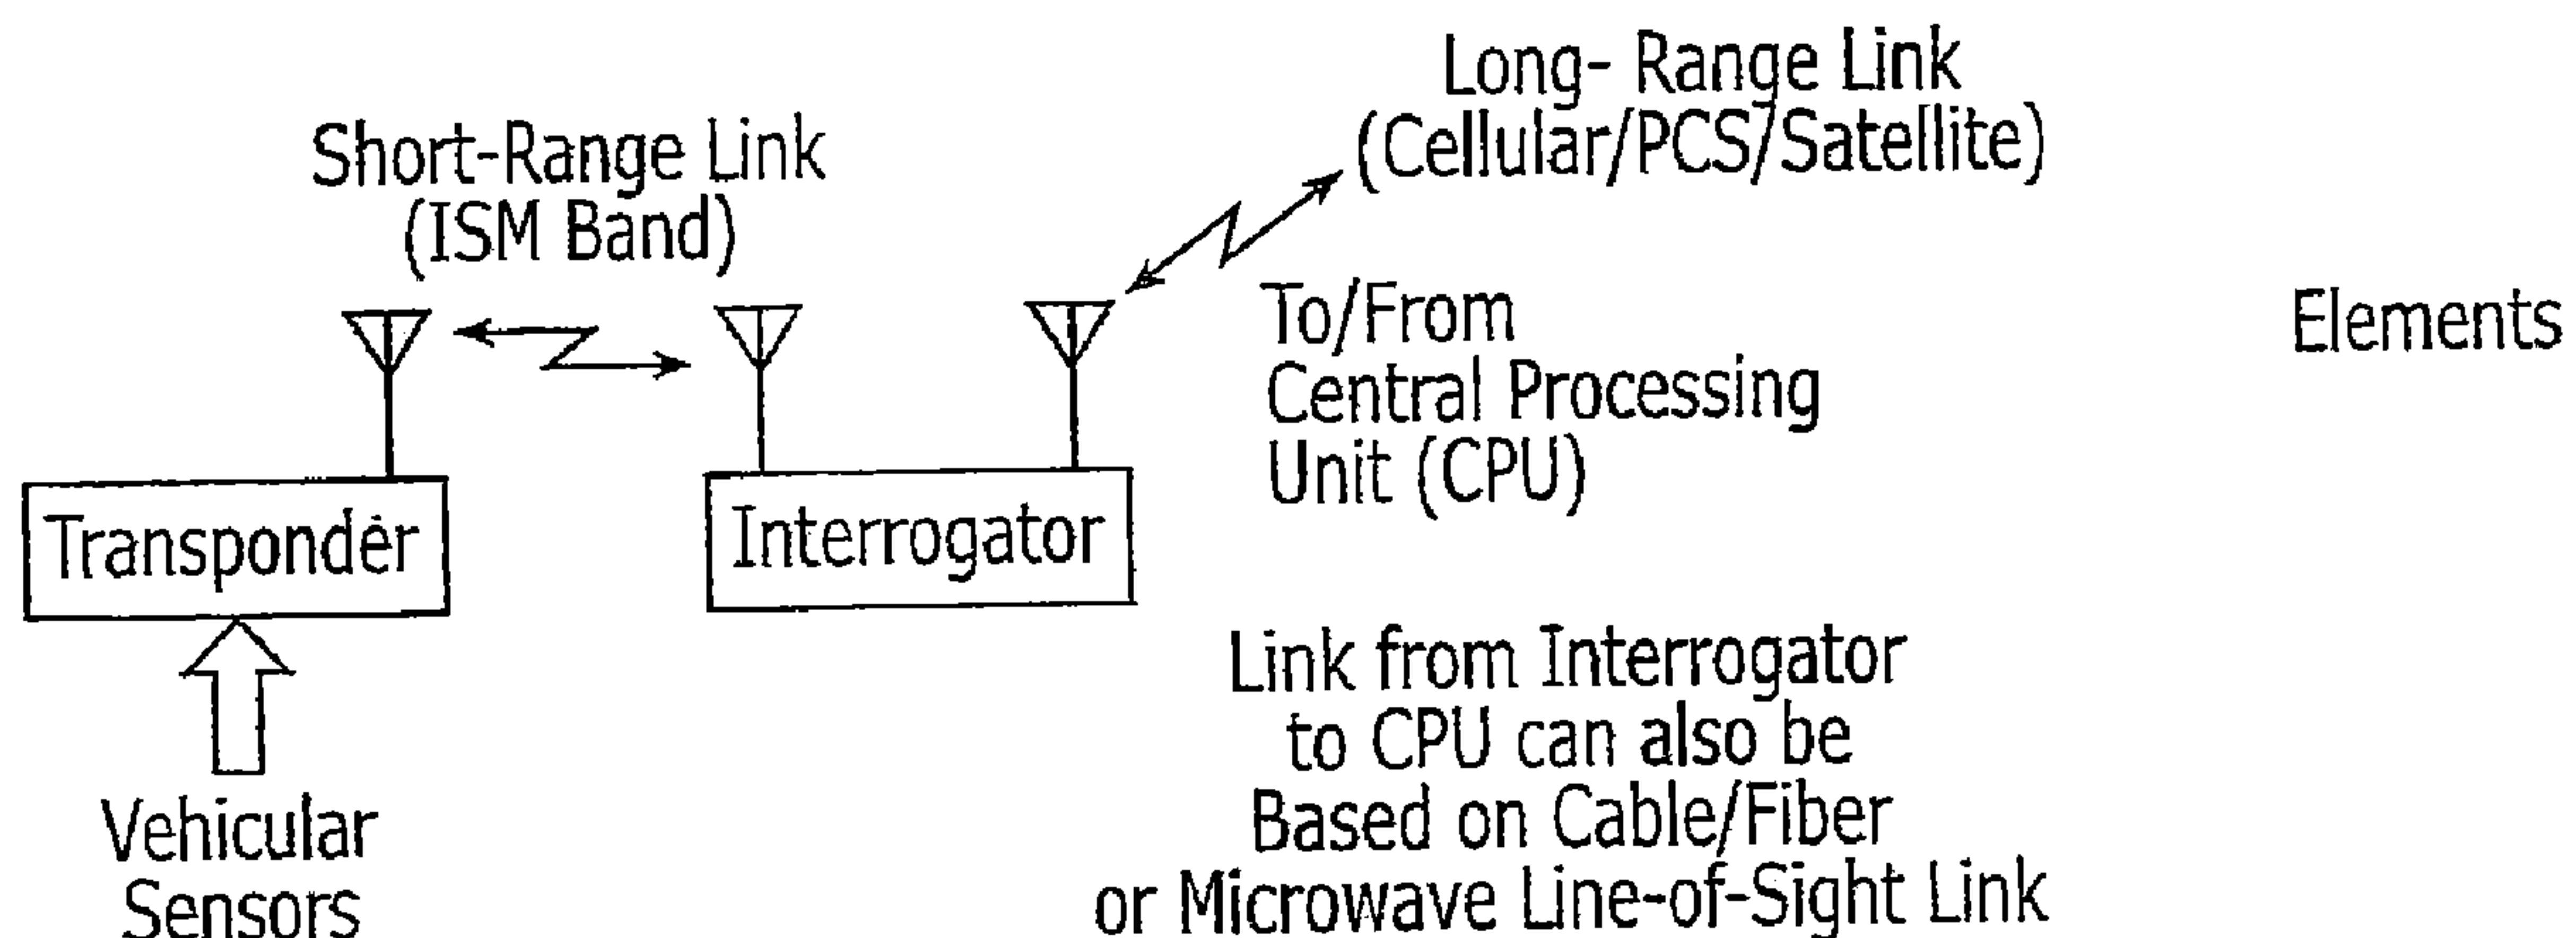 Long- Range Link
(Cellular/PCS/Satellite)
Short-Range Link
(ISM Band)
To/From
Central Processing
Unit (CPU)
Elements
Transponder
Interrogator
Link from Interrogator
to CPU can also be
Based on Cable/Fiber
or Microwave Line-of-Sight Link
Vehicular
Sensors